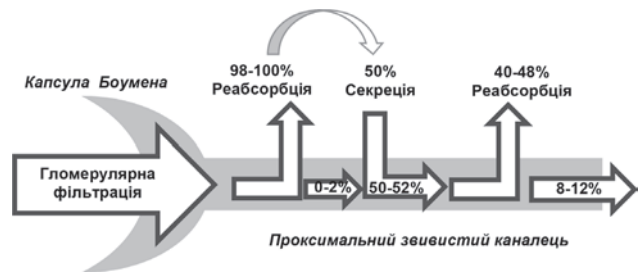 98-100%
Реабсорбція
50%
Секреція
40-48%
Реабсорбція
Капсула Боумена
Гломерулярна
фільтрація
0-2%
50-52%
8-12%
Проксимальний звивистий каналець